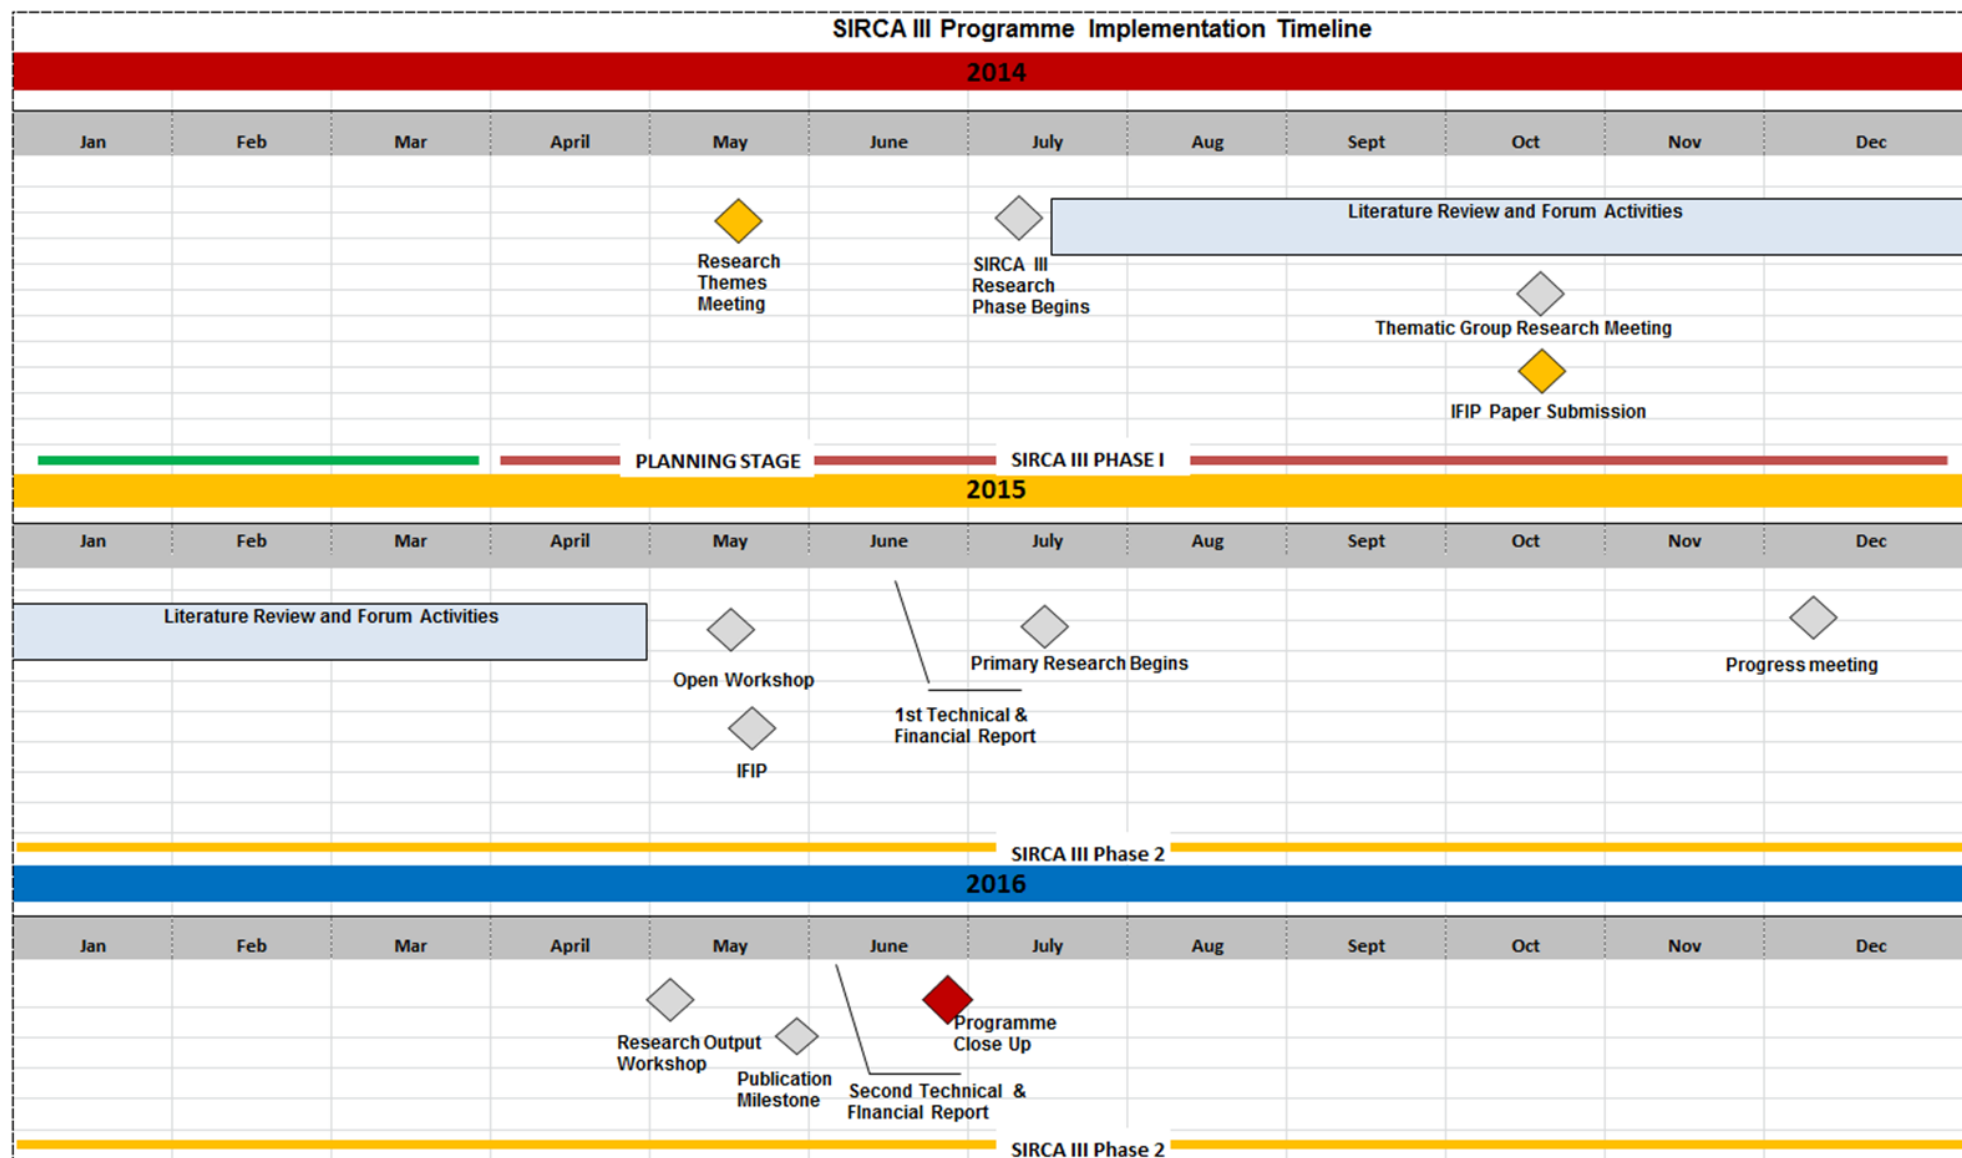 SIRCA III Programme Implementation Timeline
2014
Jan Feb Mar April May June July Aug Sept Oct Nov Dec
Literature Review and Forum Activities
Research
Themes
Meeting
SIRCA III
Research
Phase Begins
Thematic Group Research Meeting
IFIP Paper Submission
PLANNING STAGE
SIRCA III PHASE I
2015
Jan Feb Mar April May June July Aug Sept Oct Nov Dec
Literature Review and Forum Activities
Open Workshop
IFIP
1st Technical &
Financial Report
Primary Research Begins
Progress meeting
SIRCA III Phase 2
2016
Jan Feb Mar April May June July Aug Sept Oct Nov Dec
Research Output
Workshop
Publication
Milestone
Programme
Close Up
Second Technical &
FInancial Report
SIRCA III Phase 2